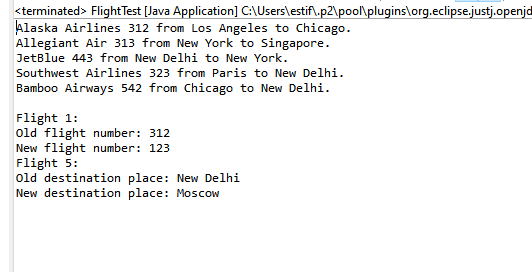 <terminated> FlightTest [Java Application] C:\Users\estif\.p2\pool\plugins\org.eclipse.justj.openjd
Alaska Airlines 312 from Los Angeles to Chicago.
Allegiant Air 313 from New York to Singapore.
JetBlue 443 from New Delhi to New York.
Southwest Airlines 323 from Paris to New Delhi.
Bamboo Airways 542 from Chicago to New Delhi.
Flight 1:
Old flight number: 312
New flight number: 123
Flight 5:
Old destination place: New Delhi
New destination place: Moscow